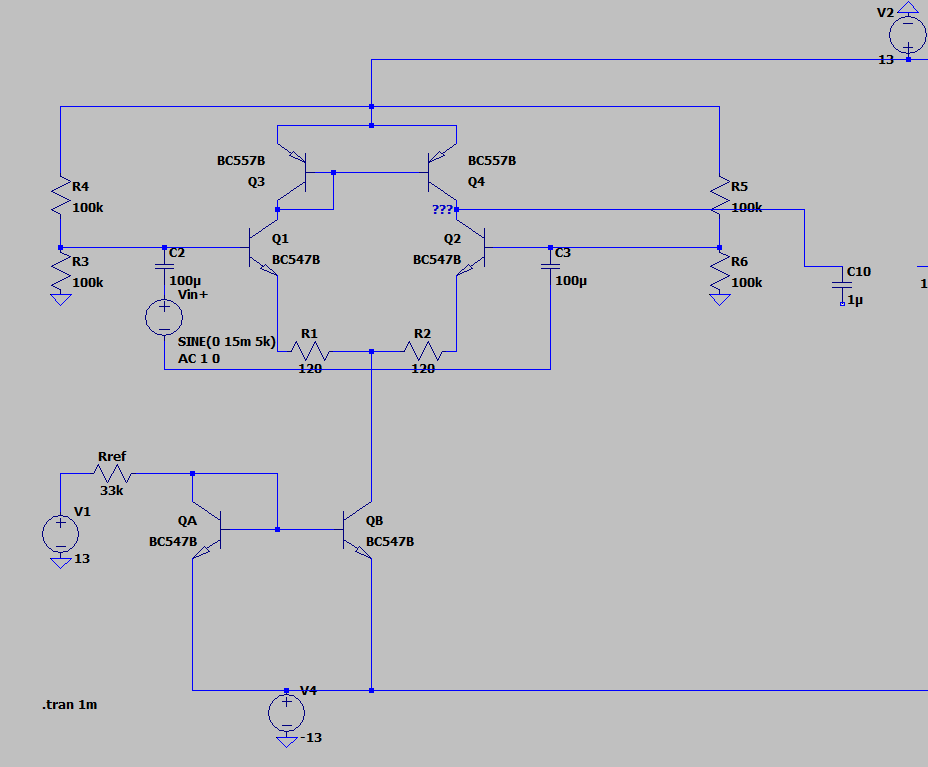 V2
13
BC557B
Q3
BC557B
Q4
R4
100k
R5
100k
???
Q1
BC547B
Q2
BC547B
C2
100µ
C3
100µ
R3
100k
R6
100k
C10
1µ
1
Vin+
SINE(0 15m 5k)
AC 1 0
R1
120
R2
120
Rref
33k
V1
13
QA
BC547B
QB
BC547B
V4
-13
.tran 1m